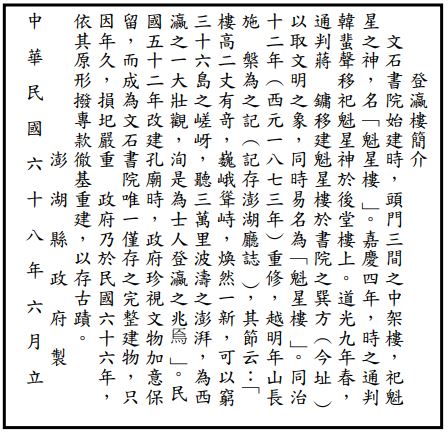 登瀛樓簡介
文石書院始建時，頭門三間之中架樓，祀魁
星之神，名「魁星樓」。嘉慶四年，時之通判
韓蜚聲移祀魁星神於後堂樓上。道光九年春，
通判蔣　鏞移建魁星樓於書院之巽方（今址）
以取文明之象，同時易名為「魁星樓」。同治
十二年（西元一八七三年）重修，越明年山長
施　槃為之記（記存澎湖廳誌），其節云：「
樓高二丈有奇，巍峨聳峙，煥然一新，可以窮
三十六島之嵯岈，聽三萬里波濤之澎湃，為西
瀛之一大壯觀，洵是為士人登瀛之兆焉」。民
國五十二年改建孔廟時，政府珍視文物加意保
留，而成為文石書院唯一僅存之完整建物，只
因年久，損圮嚴重　政府乃於民國六十六年，
依其原形撥專款徹基重建，以存古蹟。
澎湖縣政府製
中華民國六十八年六月立